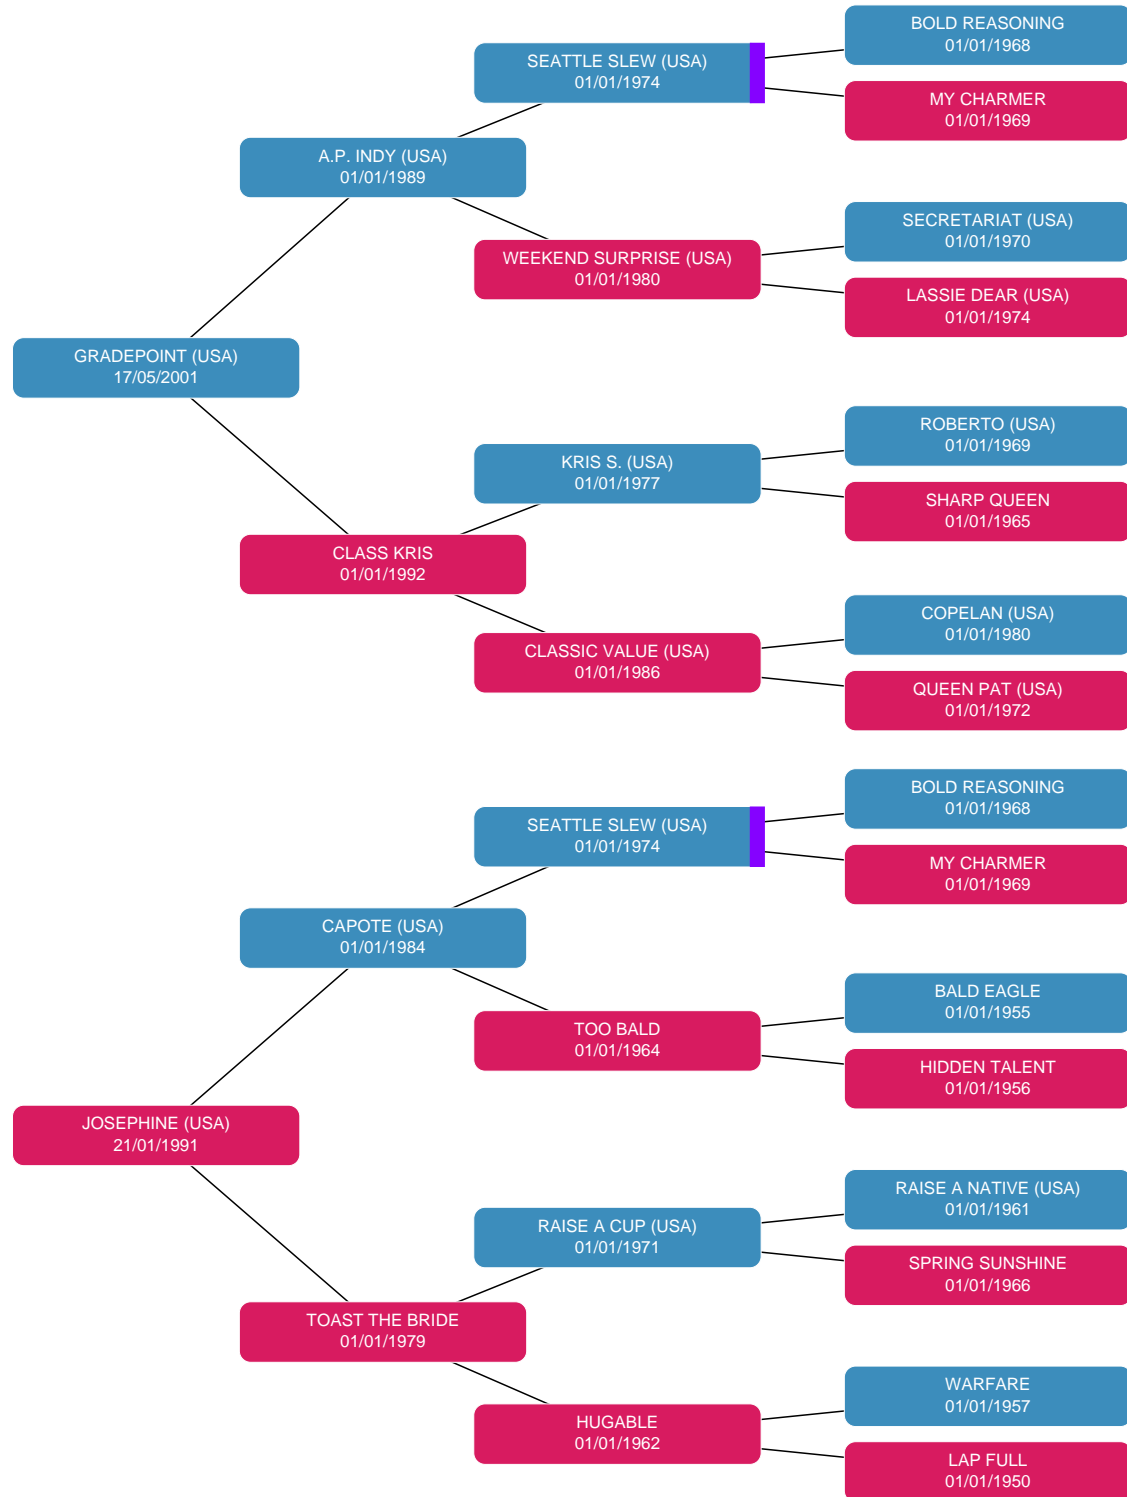 BOLD REASONING
01/01/1968
SEATTLE SLEW (USA)
01/01/1974
MY CHARMER
01/01/1969
A.P. INDY (USA)
01/01/1989
SECRETARIAT (USA)
01/01/1970
WEEKEND SURPRISE (USA)
01/01/1980
LASSIE DEAR (USA)
01/01/1974
GRADEPOINT (USA)
17/05/2001
ROBERTO (USA)
01/01/1969
KRIS S. (USA)
01/01/1977
SHARP QUEEN
01/01/1965
CLASS KRIS
01/01/1992
COPELAN (USA)
01/01/1980
CLASSIC VALUE (USA)
01/01/1986
QUEEN PAT (USA)
01/01/1972
BOLD REASONING
01/01/1968
SEATTLE SLEW (USA)
01/01/1974
MY CHARMER
01/01/1969
CAPOTE (USA)
01/01/1984
BALD EAGLE
01/01/1955
TOO BALD
01/01/1964
HIDDEN TALENT
01/01/1956
JOSEPHINE (USA)
21/01/1991
RAISE A NATIVE (USA)
01/01/1961
RAISE A CUP (USA)
01/01/1971
SPRING SUNSHINE
01/01/1966
TOAST THE BRIDE
01/01/1979
WARFARE
01/01/1957
HUGABLE
01/01/1962
LAP FULL
01/01/1950